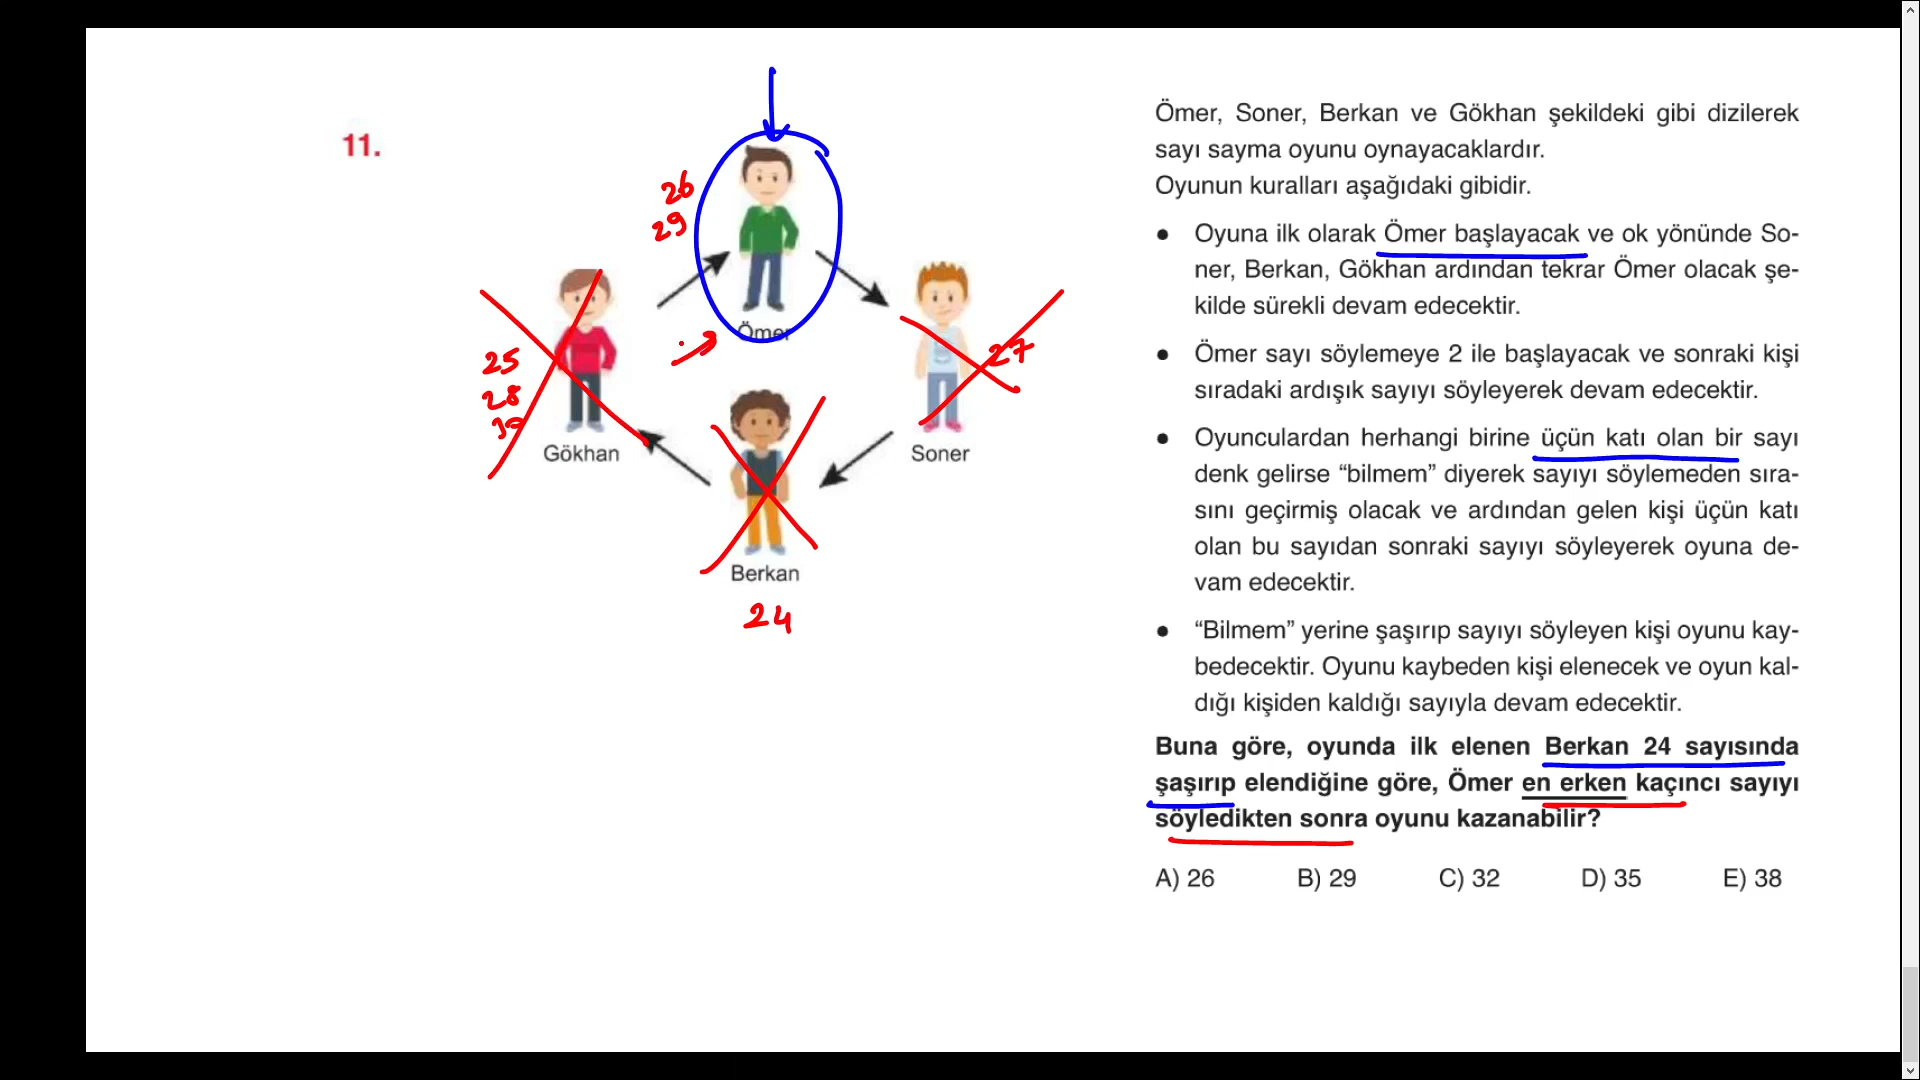 11.
26
29
Ömer
25
28
27
Gökhan
Soner
Berkan
24
Ömer, Soner, Berkan ve Gökhan şekildeki gibi dizilerek
sayı sayma oyunu oynayacaklardır.
Oyunun kuralları aşağıdaki gibidir.
● Oyuna ilk olarak Ömer başlayacak ve ok yönünde So-
ner, Berkan, Gökhan ardından tekrar Ömer olacak şe-
kilde sürekli devam edecektir.
● Ömer sayı söylemeye 2 ile başlayacak ve sonraki kişi
sıradaki ardışık sayıyı söyleyerek devam edecektir.
● Oyunculardan herhangi birine üçün katı olan bir sayı
denk gelirse “bilmem” diyerek sayıyı söylemeden sıra-
sını geçirmiş olacak ve ardından gelen kişi üçün katı
olan bu sayıdan sonraki sayıyı söyleyerek oyuna de-
vam edecektir.
● “Bilmem” yerine şaşırıp sayıyı söyleyen kişi oyunu kay-
bedecektir. Oyunu kaybeden kişi elenecek ve oyun kal-
dığı kişiden kaldığı sayıyla devam edecektir.
Buna göre, oyunda ilk elenen Berkan 24 sayısında
şaşırıp elendiğine göre, Ömer en erken kaçıncı sayıyı
söyledikten sonra oyunu kazanabilir?
A) 26 B) 29 C) 32 D) 35 E) 38